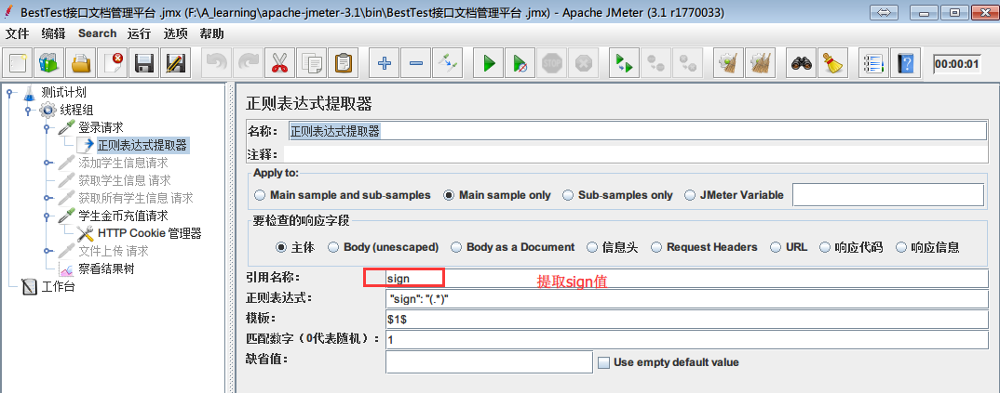 BestTest接口文档管理平台 .jmx (F:\A_learning\apache-jmeter-3.1\bin\BestTest接口文档管理平台 .jmx) - Apache JMeter (3.1 r1770033)
文件 编辑 Search 运行 选项 帮助
STOP
00:00:01
测试计划
线程组
登录请求
正则表达式提取器
添加学生信息请求
获取学生信息 请求
获取所有学生信息 请求
学生金币充值请求
HTTP Cookie 管理器
文件上传 请求
察看结果树
工作台
正则表达式提取器
名称: 正则表达式提取器
注释:
Apply to:
Main sample and sub-samples Main sample only Sub-samples only JMeter Variable
要检查的响应字段
主体 Body (unescaped) Body as a Document 信息头 Request Headers URL 响应代码 响应信息
引用名称: sign 提取sign值
正则表达式: "sign": "(.*)"
模板: $1$
匹配数字（0代表随机）: 1
缺省值: Use empty default value